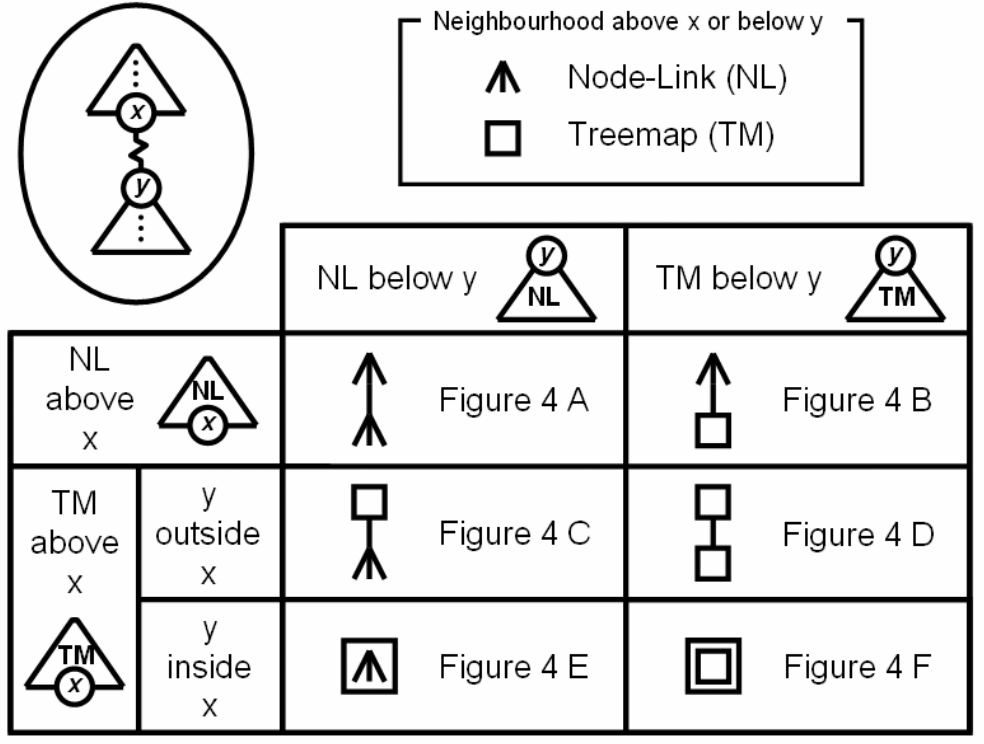 x
y
Neighbourhood above x or below y
Node-Link (NL)
Treemap (TM)
NL below y
y
NL
TM below y
y
TM
NL
above
x
NL
x
Figure 4 A
Figure 4 B
TM
above
x
TM
x
y
outside
x
Figure 4 C
Figure 4 D
y
inside
x
Figure 4 E
Figure 4 F